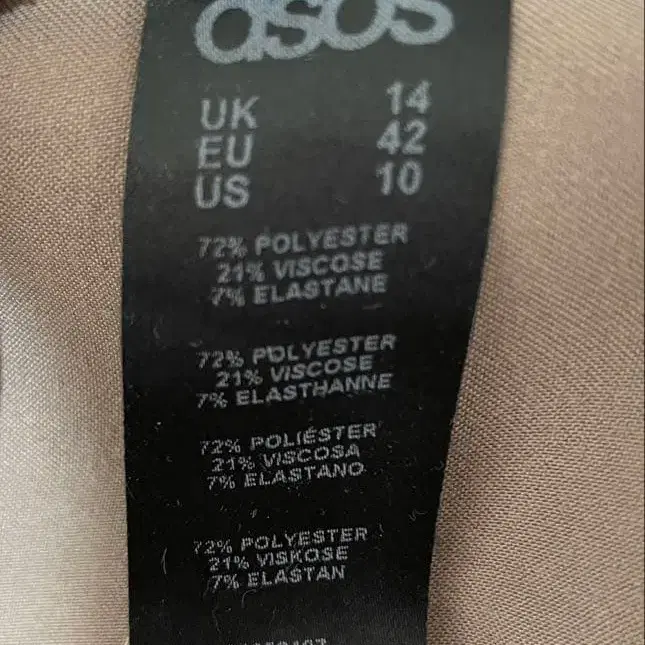 asos
UK 14
EU 42
US 10
72% POLYESTER
21% VISCOSE
7% ELASTANE
72% POLYESTER
21% VISCOSE
7% ELASTHANNE
72% POLIÉSTER
21% VISCOSA
7% ELASTANO
72% POLYESTER
21% VISKOSE
7% ELASTAN